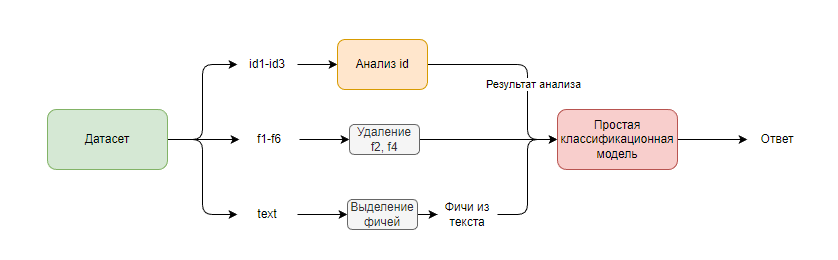 id1-id3
Анализ id
Результат анализа
Датасет
f1-f6
Удаление
f2, f4
Простая
классификационная
модель
Ответ
text
Выделение
фичей
Фичи из
текста